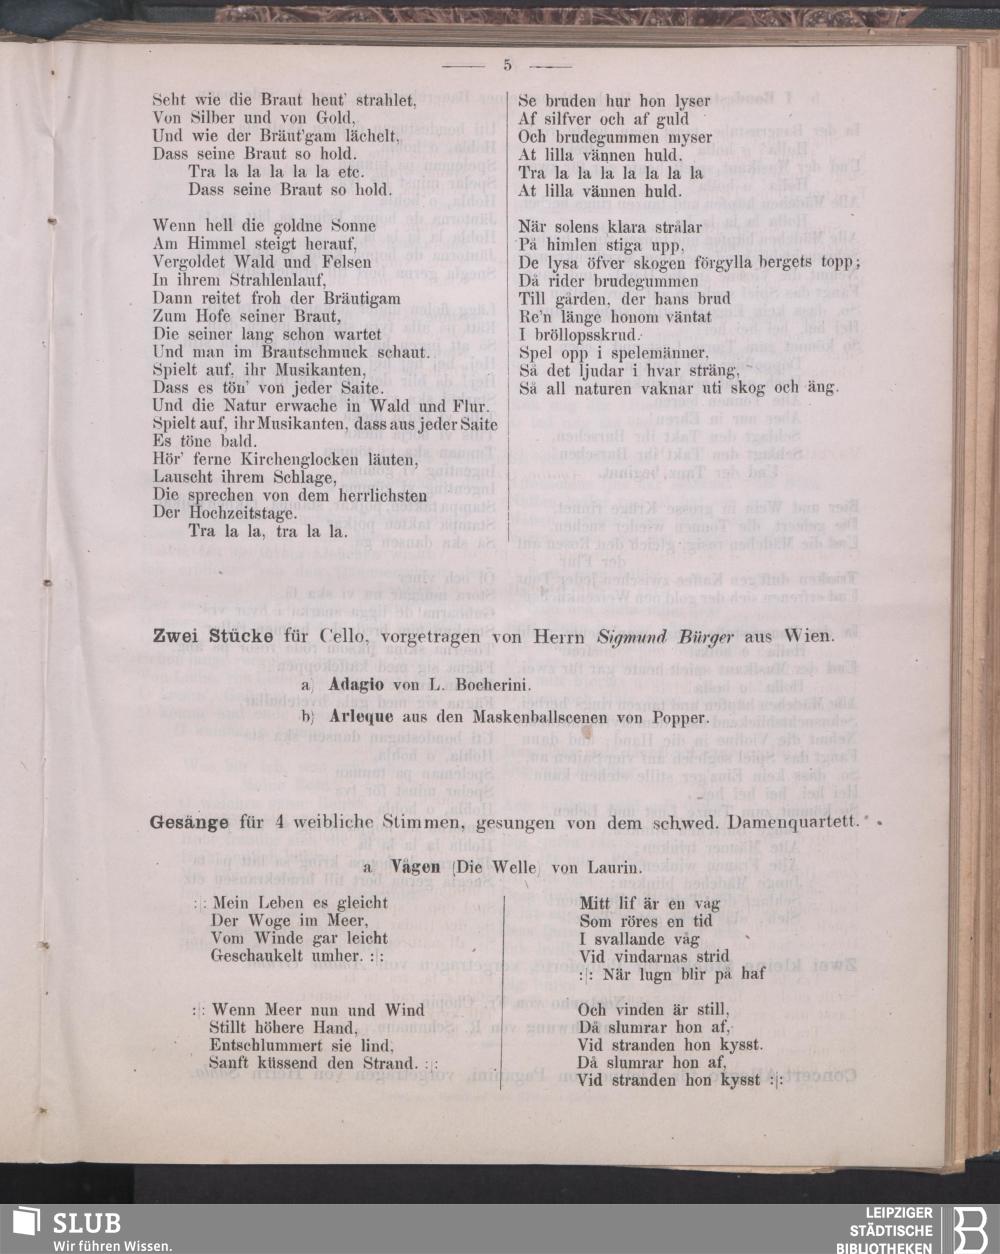 5
Seht wie die Braut heut' strahlet,
Von Silber und von Gold,
Und wie der Bräut'gam lächelt,
Dass seine Braut so hold.
Tra la la la la la etc.
Dass seine Braut so hold.
Wenn hell die goldne Sonne
Am Himmel steigt herauf,
Vergoldet Wald und Felsen
In ihrem Strahlenlauf,
Dann reitet froh der Bräutigam
Zum Hofe seiner Braut,
Die seiner lang schon wartet
Und man im Brautschmuck schaut.
Spielt auf, ihr Musikanten,
Dass es tön' von jeder Saite.
Und die Natur erwache in Wald und Flur.
Spielt auf, ihr Musikanten, dass aus jeder Saite
Es töne bald.
Hör' ferne Kirchenglocken läuten,
Lauscht ihrem Schlage,
Die sprechen von dem herrlichsten
Der Hochzeitstage.
Tra la la, tra la la.
Se bruden hur hon lyser
Af silfver och af guld
Och brudegummen myser
At lilla vännen huld.
Tra la la la la la la la
At lilla vännen huld.
När solens klara strålar
På himlen stiga upp,
De lysa öfver skogen förgylla bergets topp;
Då rider brudegummen
Till gården, der hans brud
Re'n länge honom väntat
I bröllopsskrud.
Spel opp i spelemänner,
Så det ljudar i hvar sträng,
Så all naturen vaknar uti skog och äng.
Zwei Stücke für Cello, vorgetragen von Herrn Sigmund Bürger aus Wien.
a) Adagio von L. Bocherini.
b) Arleque aus den Maskenballscenen von Popper.
Gesänge für 4 weibliche Stimmen, gesungen von dem schwed. Damenquartett.
a Vågen (Die Welle) von Laurin.
:|: Mein Leben es gleicht
Der Woge im Meer,
Vom Winde gar leicht
Geschaukelt umher. :|:
:|: Wenn Meer nun und Wind
Stillt höhere Hand,
Entschlummert sie lind,
Sanft küssend den Strand. :|:
Mitt lif är en våg
Som röres en tid
I svallande våg
Vid vindarnas strid
:|: När lugn blir på haf
Och vinden är still,
Då slumrar hon af,
Vid stranden hon kysst.
Då slumrar hon af,
Vid stranden hon kysst :|:
SLUB
Wir führen Wissen.
LEIPZIGER
STÄDTISCHE
BIBLIOTHEKEN